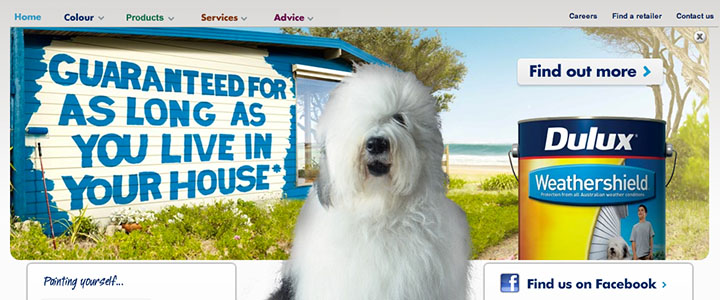 Home Colour Products Services Advice Careers Find a retailer Contact us
GUARANTEED FOR
AS LONG AS
YOU LIVE IN
YOUR HOUSE*
Find out more
Dulux
Weathershield
Protection from all Australian weather conditions
Painting yourself...
Find us on Facebook